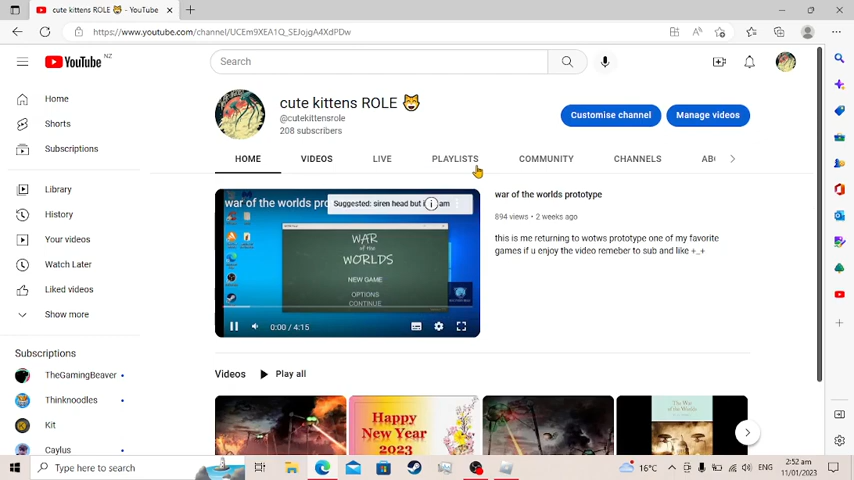 cute kittens ROLE 😸 - YouTube
https://www.youtube.com/channel/UCEm9XEA1Q_SEJojgA4XdPDw
YouTube NZ
Search
Home
Shorts
Subscriptions
Library
History
Your videos
Watch Later
Liked videos
Show more
Subscriptions
TheGamingBeaver
Thinknoodles
Kit
Caylus
cute kittens ROLE 😸
@cutekittensrole
208 subscribers
Customise channel
Manage videos
HOME VIDEOS LIVE PLAYLISTS COMMUNITY CHANNELS
war of the worlds pro
Suggested: siren head but i am
WAR
of the
WORLDS
NEW GAME
OPTIONS
CONTINUE
0:00 / 4:15
war of the worlds prototype
894 views • 2 weeks ago
this is me returning to wotws prototype one of my favorite
games if u enjoy the video remeber to sub and like +_+
Videos Play all
Happy
New Year
2023
The War
of the
Worlds
Type here to search
16°C
ENG
2:52 am
11/01/2023